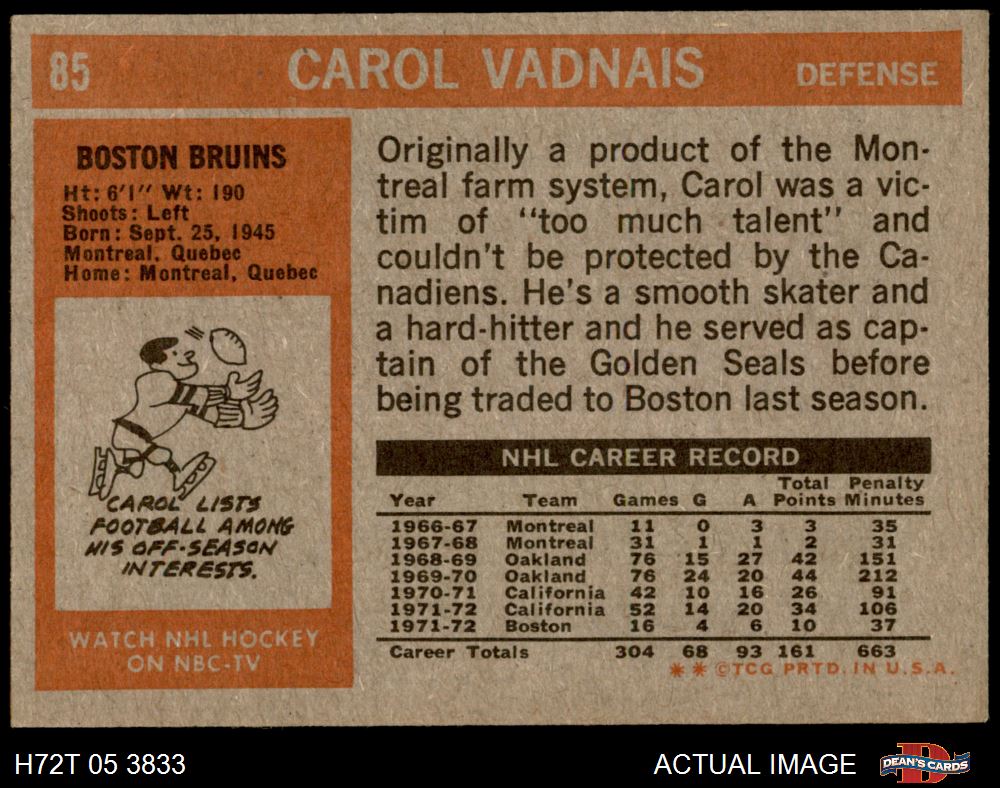 85 CAROL VADNAIS DEFENSE
BOSTON BRUINS
Ht: 6'1" Wt: 190
Shoots: Left
Born: Sept. 25, 1945
Montreal, Quebec
Home: Montreal, Quebec
CAROL LISTS
FOOTBALL AMONG
HIS OFF-SEASON
INTERESTS.
WATCH NHL HOCKEY
ON NBC-TV
Originally a product of the Mon-
treal farm system, Carol was a vic-
tim of "too much talent" and
couldn't be protected by the Ca-
nadiens. He's a smooth skater and
a hard-hitter and he served as cap-
tain of the Golden Seals before
being traded to Boston last season.
NHL CAREER RECORD
Total Penalty
Year Team Games G A Points Minutes
1966-67 Montreal 11 0 3 3 35
1967-68 Montreal 31 1 1 2 31
1968-69 Oakland 76 15 27 42 151
1969-70 Oakland 76 24 20 44 212
1970-71 California 42 10 16 26 91
1971-72 California 52 14 20 34 106
1971-72 Boston 16 4 6 10 37
Career Totals 304 68 93 161 663
** ©TCG PRTD. IN U.S.A.
H72T 05 3833 ACTUAL IMAGE D DEAN'S CARDS